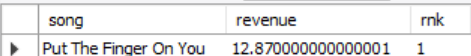 song revenue rnk
Put The Finger On You 12.870000000000001 1